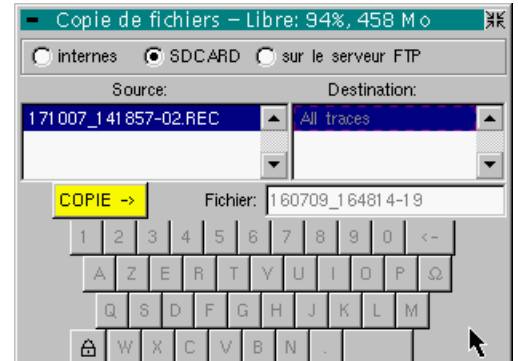 Copie de fichiers – Libre: 94%, 458 Mo
internes SDCARD sur le serveur FTP
Source: Destination:
171007_141857-02.REC All traces
COPIE -> Fichier: 160709_164814-19
1 2 3 4 5 6 7 8 9 0 <-
A Z E R T Y U I O P Ω
Q S D F G H J K L M
W X C V B N .